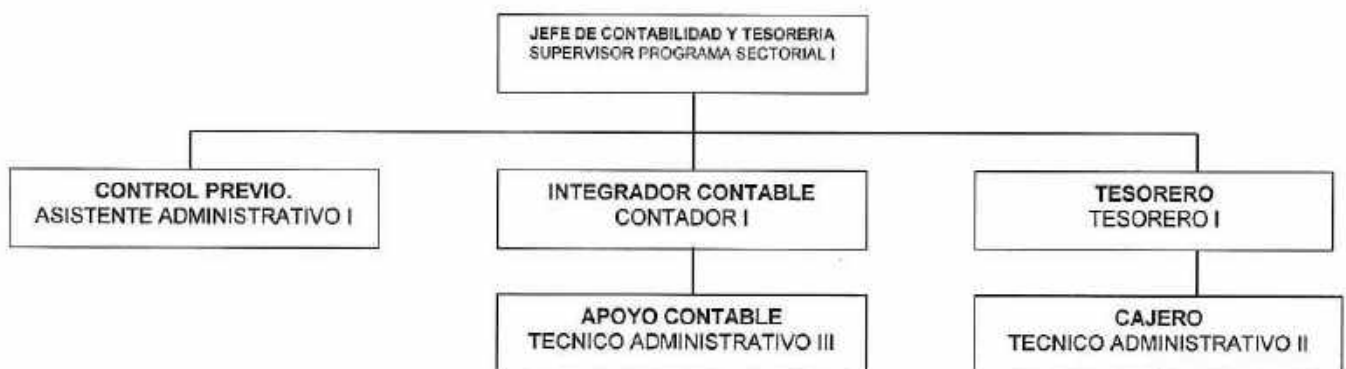 JEFE DE CONTABILIDAD Y TESORERIA
SUPERVISOR PROGRAMA SECTORIAL I
CONTROL PREVIO.
ASISTENTE ADMINISTRATIVO I
INTEGRADOR CONTABLE
CONTADOR I
TESORERO
TESORERO I
APOYO CONTABLE
TECNICO ADMINISTRATIVO III
CAJERO
TECNICO ADMINISTRATIVO II